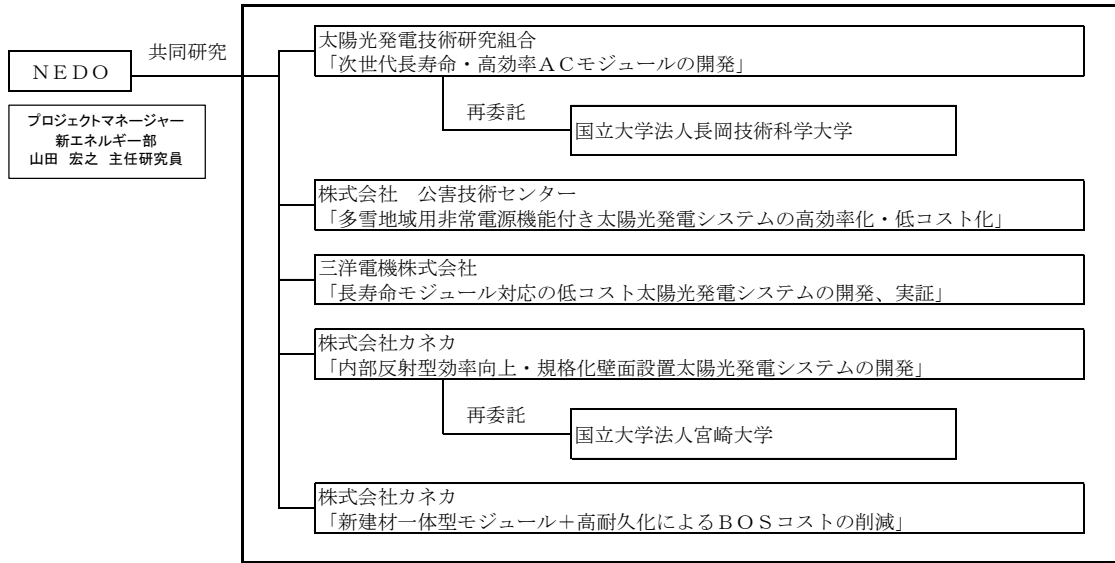 NEDO
共同研究
プロジェクトマネージャー
新エネルギー部
山田 宏之 主任研究員
太陽光発電技術研究組合
「次世代長寿命・高効率ACモジュールの開発」
再委託
国立大学法人長岡技術科学大学
株式会社 公害技術センター
「多雪地域用非常電源機能付き太陽光発電システムの高効率化・低コスト化」
三洋電機株式会社
「長寿命モジュール対応の低コスト太陽光発電システムの開発、実証」
株式会社カネカ
「内部反射型効率向上・規格化壁面設置太陽光発電システムの開発」
再委託
国立大学法人宮崎大学
株式会社カネカ
「新建材一体型モジュール+高耐久化によるBOSコストの削減」